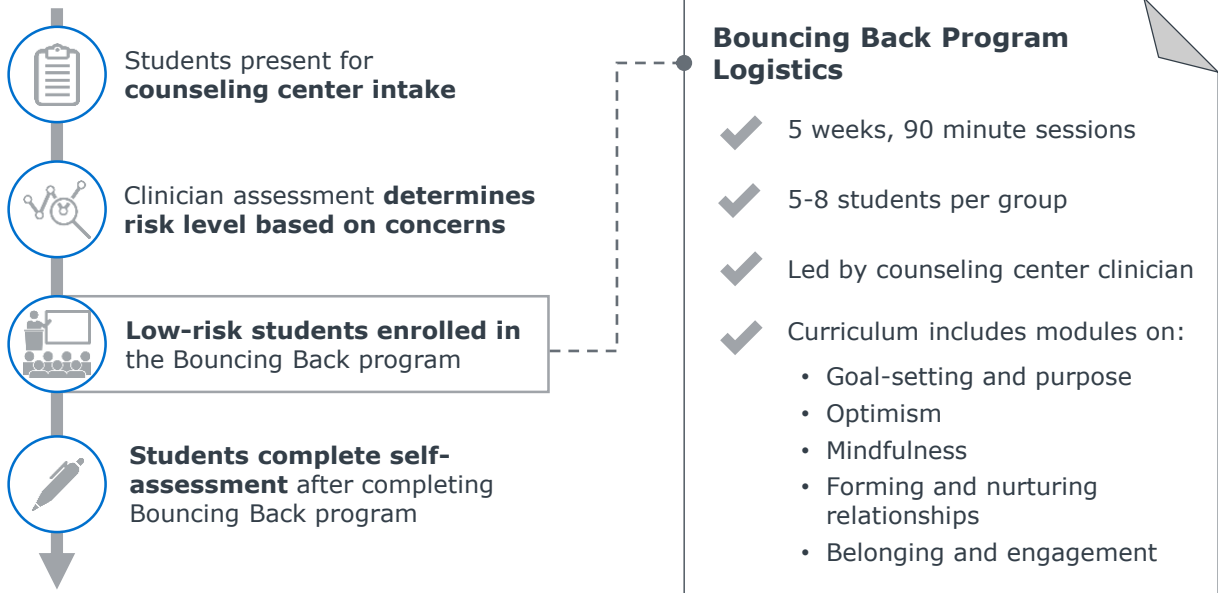 Students present for
counseling center intake
Clinician assessment determines
risk level based on concerns
Low-risk students enrolled in
the Bouncing Back program
Students complete self-
assessment after completing
Bouncing Back program
Bouncing Back Program
Logistics
5 weeks, 90 minute sessions
5-8 students per group
Led by counseling center clinician
Curriculum includes modules on:
• Goal-setting and purpose
• Optimism
• Mindfulness
• Forming and nurturing
relationships
• Belonging and engagement